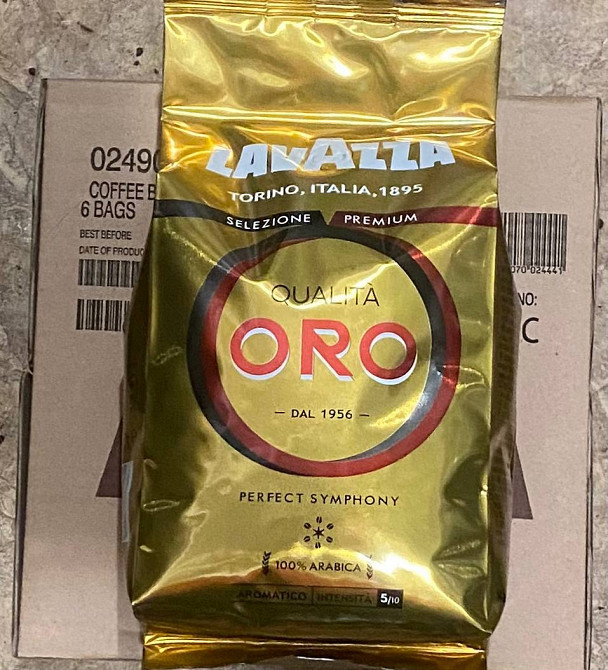 LAVAZZA
TORINO, ITALIA, 1895
SELEZIONE PREMIUM
QUALITÀ
ORO
— DAL 1956 —
PERFECT SYMPHONY
100% ARABICA
AROMATICO INTENSITÀ 5/10
COFFEE
6 BAGS
BEST BEFORE
DATE OF
NO:
C